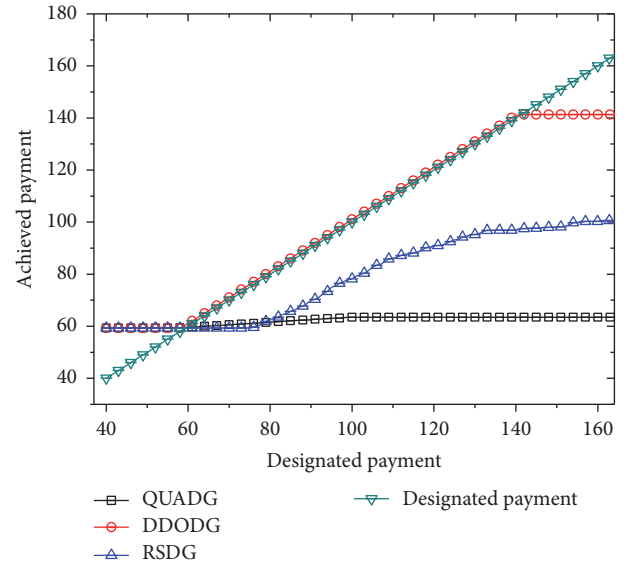 180
160
140
120
100
80
60
40
Achieved payment
40 60 80 100 120 140 160
Designated payment
QUADG
DDODG
RSDG
Designated payment